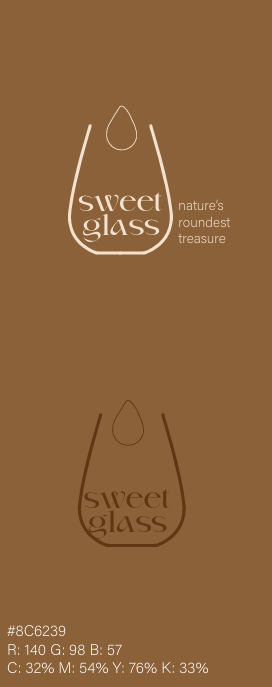 sweet
glass
nature's
roundest
treasure
sweet
glass
#8C6239
R: 140 G: 98 B: 57
C: 32% M: 54% Y: 76% K: 33%